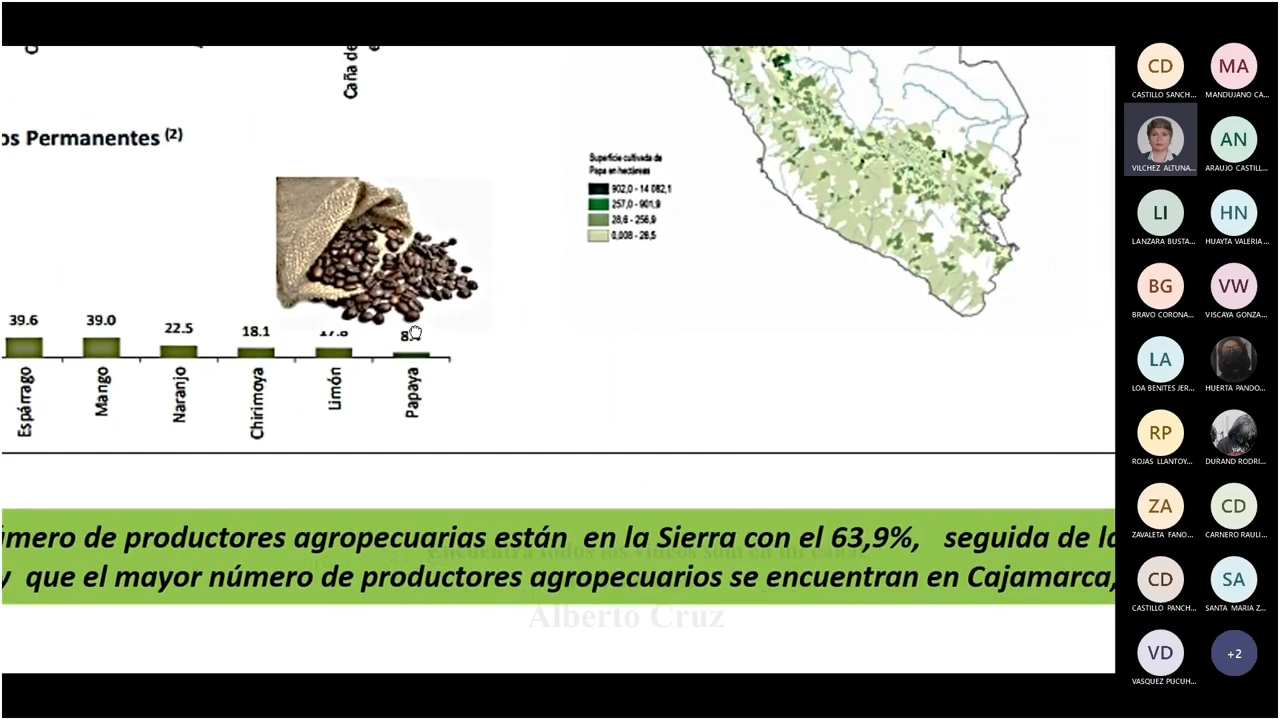 Caña de
os Permanentes (2)
Superficie cultivada de
Papa en hectáreas
902,0 - 14 082,1
257,0 - 901,9
28,6 - 256,9
0,008 - 28,5
39.6
39.0
22.5
18.1
17.8
Espárrago
Mango
Naranjo
Chirimoya
Limón
Papaya
úmero de productores agropecuarias están en la Sierra con el 63,9%, seguida de la
y que el mayor número de productores agropecuarios se encuentran en Cajamarca,
Alberto Cruz
CD
CASTILLO SANCH...
MA
MANDUJANO CA...
VILCHEZ ALTUNA...
AN
ARAUJO CASTILL...
LI
LANZARA BUSTA...
HN
HUAYTA VALERIA...
BG
BRAVO CORONA...
VW
VISCAYA GONZA...
LA
LOA BENITES JER...
HUERTA PANDO...
RP
ROJAS LLANTOY...
DURAND RODRI...
ZA
ZAVALETA FANO...
CD
CARNERO RAULI...
CD
CASTILLO PANCH...
SA
SANTA MARIA Z...
VD
VASQUEZ PUCUH...
+2